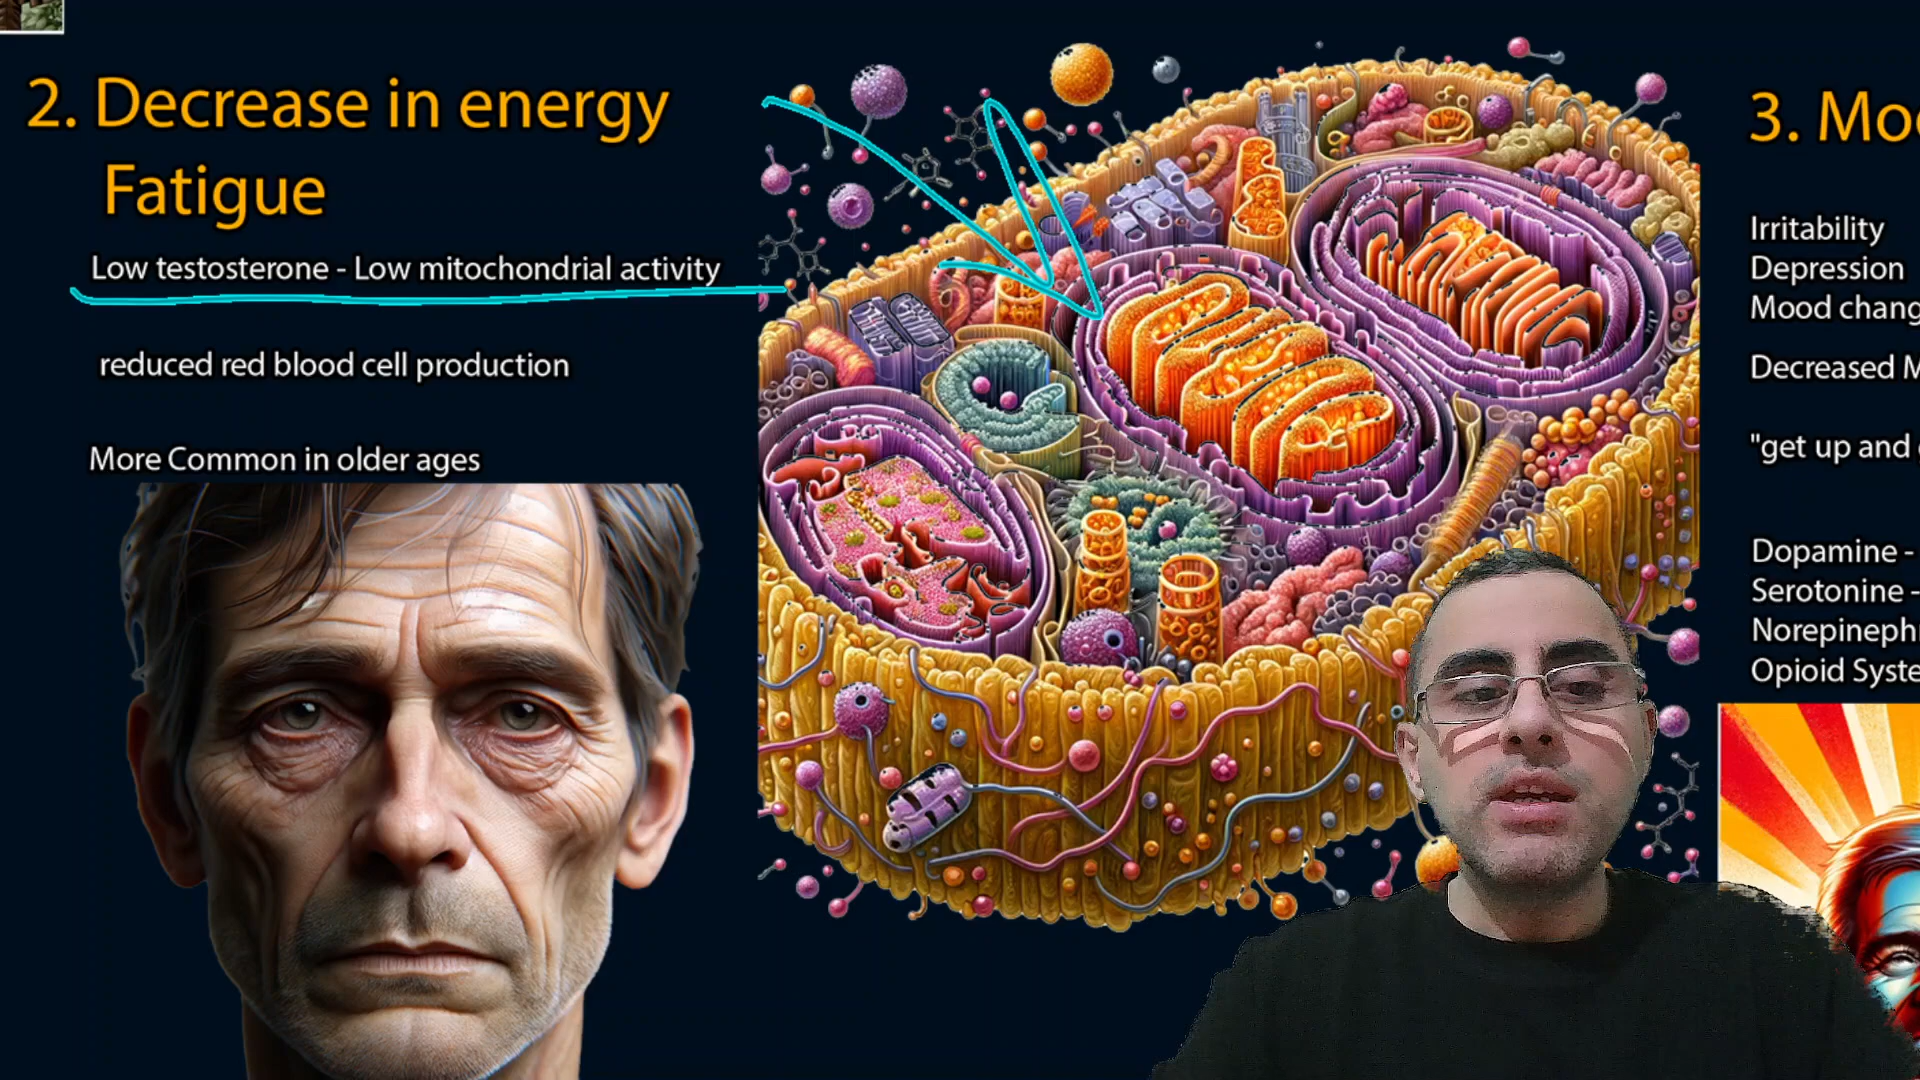 2. Decrease in energy
Fatigue
Low testosterone - Low mitochondrial activity
reduced red blood cell production
More Common in older ages
3.
Irritability
Depression
Mood
Decreased
"get up and
Dopamine -
Serotonine -